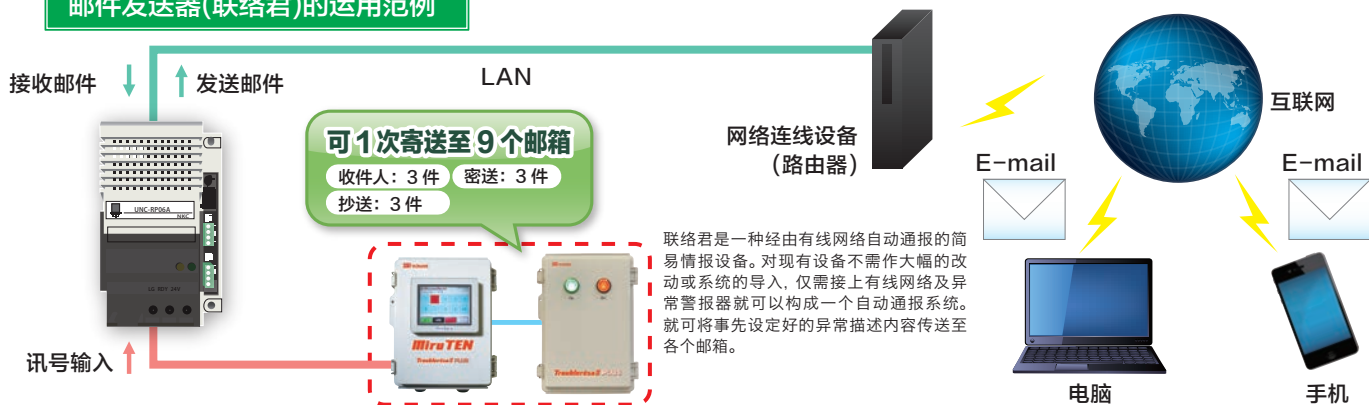 邮件发送器(联络君)的运用范例
接收邮件
发送邮件
LAN
可1次寄送至9个邮箱
收件人：3件
密送：3件
抄送：3件
网络连线设备
(路由器)
互联网
E-mail
E-mail
UNC-RP06A
NKC
联络君是一种经由有线网络自动通报的简
易情报设备。对现有设备不需作大幅的改
动或系统的导入, 仅需接上有线网络及异
常警报器就可以构成一个自动通报系统。
就可将事先设定好的异常描述内容传送至
各个邮箱。
MiruTEN
讯号输入
电脑
手机